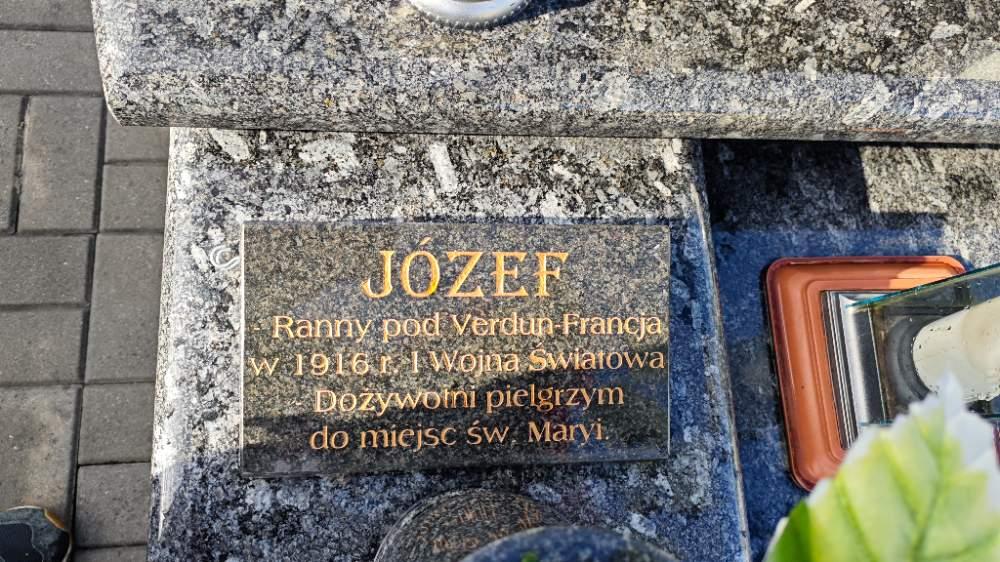 JÓZEF
- Ranny pod Verdun-Francja
w 1916 r. I Wojna Światowa
- Dożywotni pielgrzym
do miejsc św. Maryi.